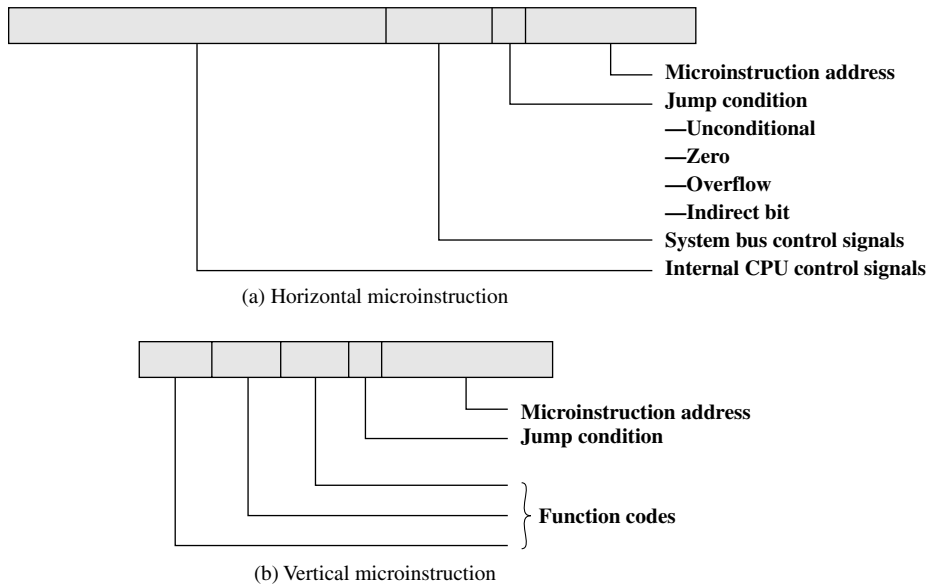 Microinstruction address
Jump condition
—Unconditional
—Zero
—Overflow
—Indirect bit
System bus control signals
Internal CPU control signals
(a) Horizontal microinstruction
Microinstruction address
Jump condition
Function codes
(b) Vertical microinstruction